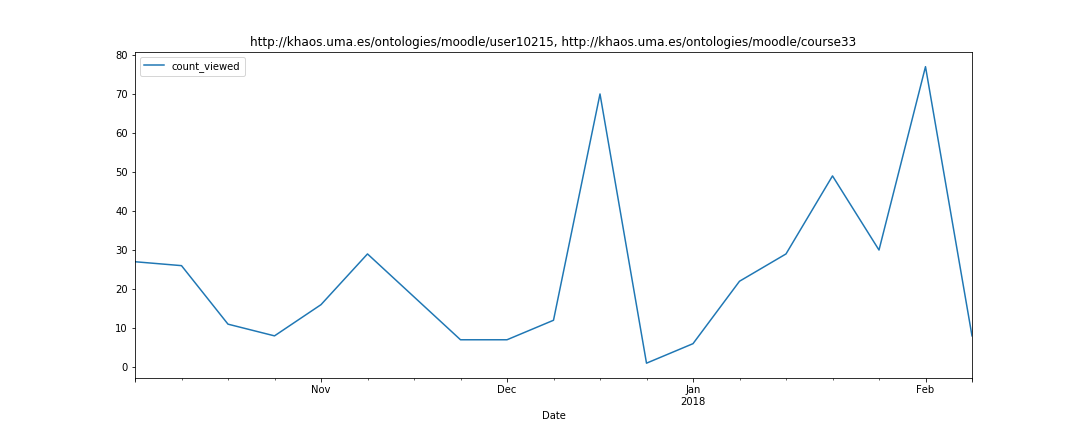 http://khaos.uma.es/ontologies/moodle/user10215, http://khaos.uma.es/ontologies/moodle/course33
count_viewed
80
70
60
50
40
30
20
10
0
Nov
Dec
Jan
2018
Feb
Date